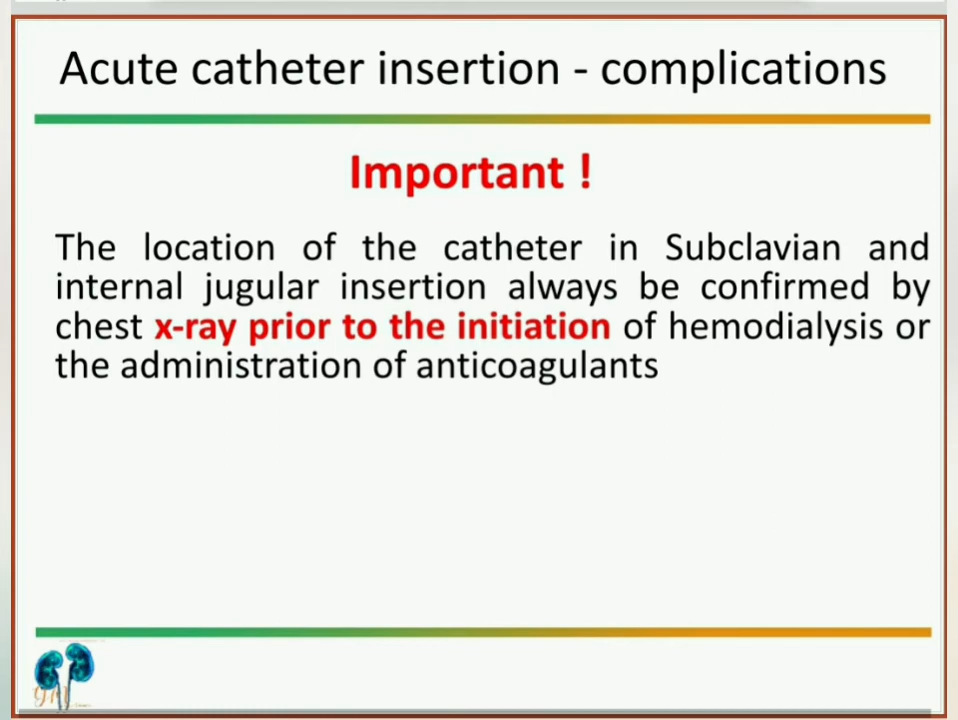 Acute catheter insertion - complications
Important !
The location of the catheter in Subclavian and
internal jugular insertion always be confirmed by
chest x-ray prior to the initiation of hemodialysis or
the administration of anticoagulants